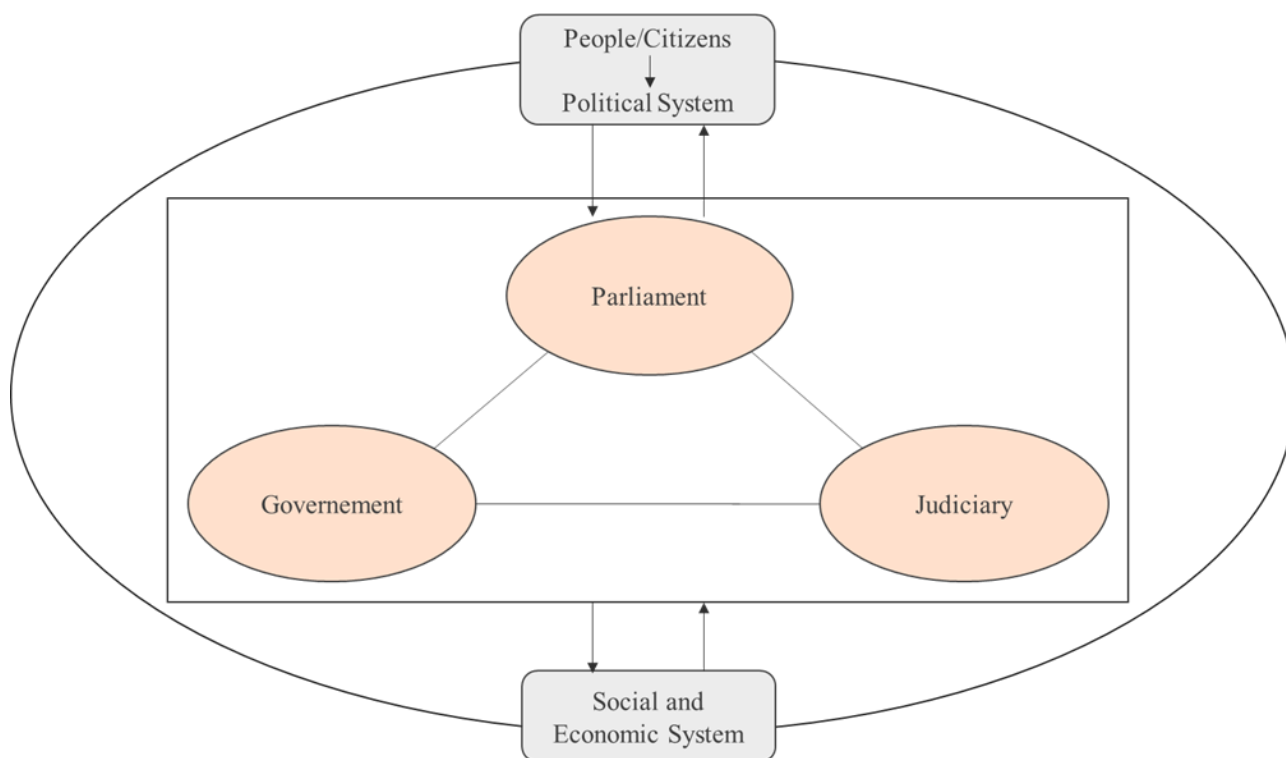 People/Citizens
Political System
Parliament
Governement
Judiciary
Social and
Economic System